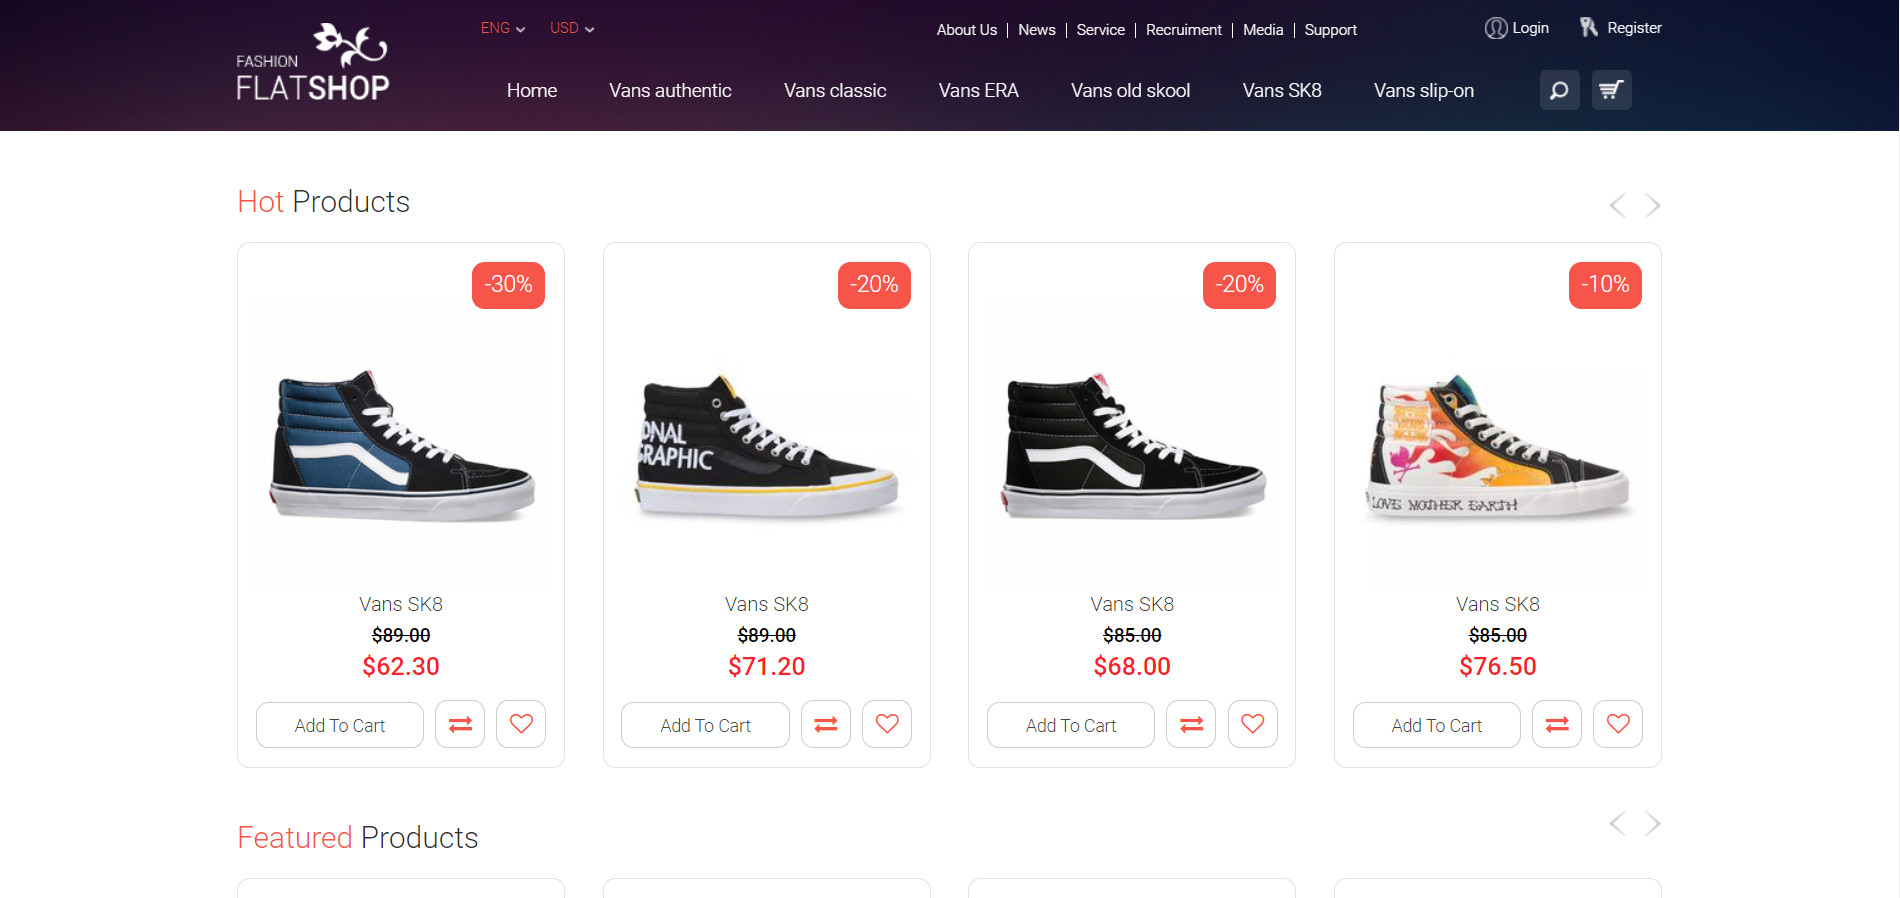 FASHION
FLATSHOP
ENG
USD
About Us | News | Service | Recruiment | Media | Support
Login
Register
Home
Vans authentic
Vans classic
Vans ERA
Vans old skool
Vans SK8
Vans slip-on
Hot Products
-30%
-20%
-20%
-10%
ONAL
GRAPHIC
LOVE MOTHER EARTH
Vans SK8
$89.00
$62.30
Add To Cart
Vans SK8
$89.00
$71.20
Add To Cart
Vans SK8
$85.00
$68.00
Add To Cart
Vans SK8
$85.00
$76.50
Add To Cart
Featured Products